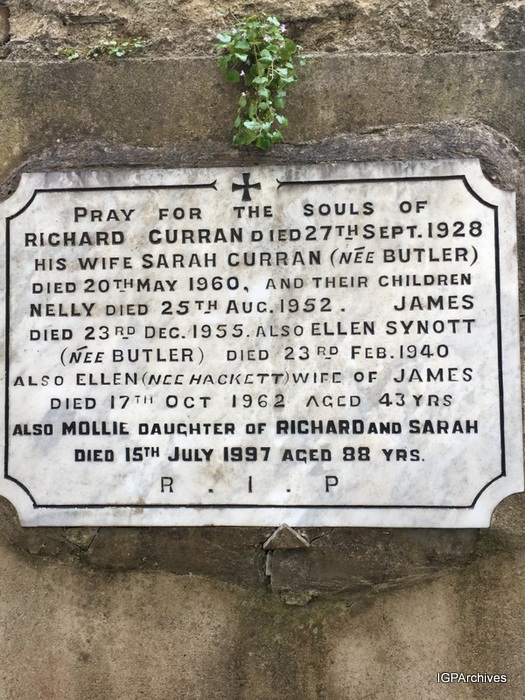 PRAY FOR THE SOULS OF
RICHARD CURRAN DIED 27TH SEPT. 1928
HIS WIFE SARAH CURRAN (NÉE BUTLER)
DIED 20TH MAY 1960, AND THEIR CHILDREN
NELLY DIED 25TH AUG. 1952. JAMES
DIED 23RD DEC. 1955. ALSO ELLEN SYNOTT
(NÉE BUTLER) DIED 23RD FEB. 1940
ALSO ELLEN (NEE HACKETT) WIFE OF JAMES
DIED 17TH OCT 1962 AGED 43 YRS
ALSO MOLLIE DAUGHTER OF RICHARD AND SARAH
DIED 15TH JULY 1997 AGED 88 YRS.
R . I . P
IGPArchives